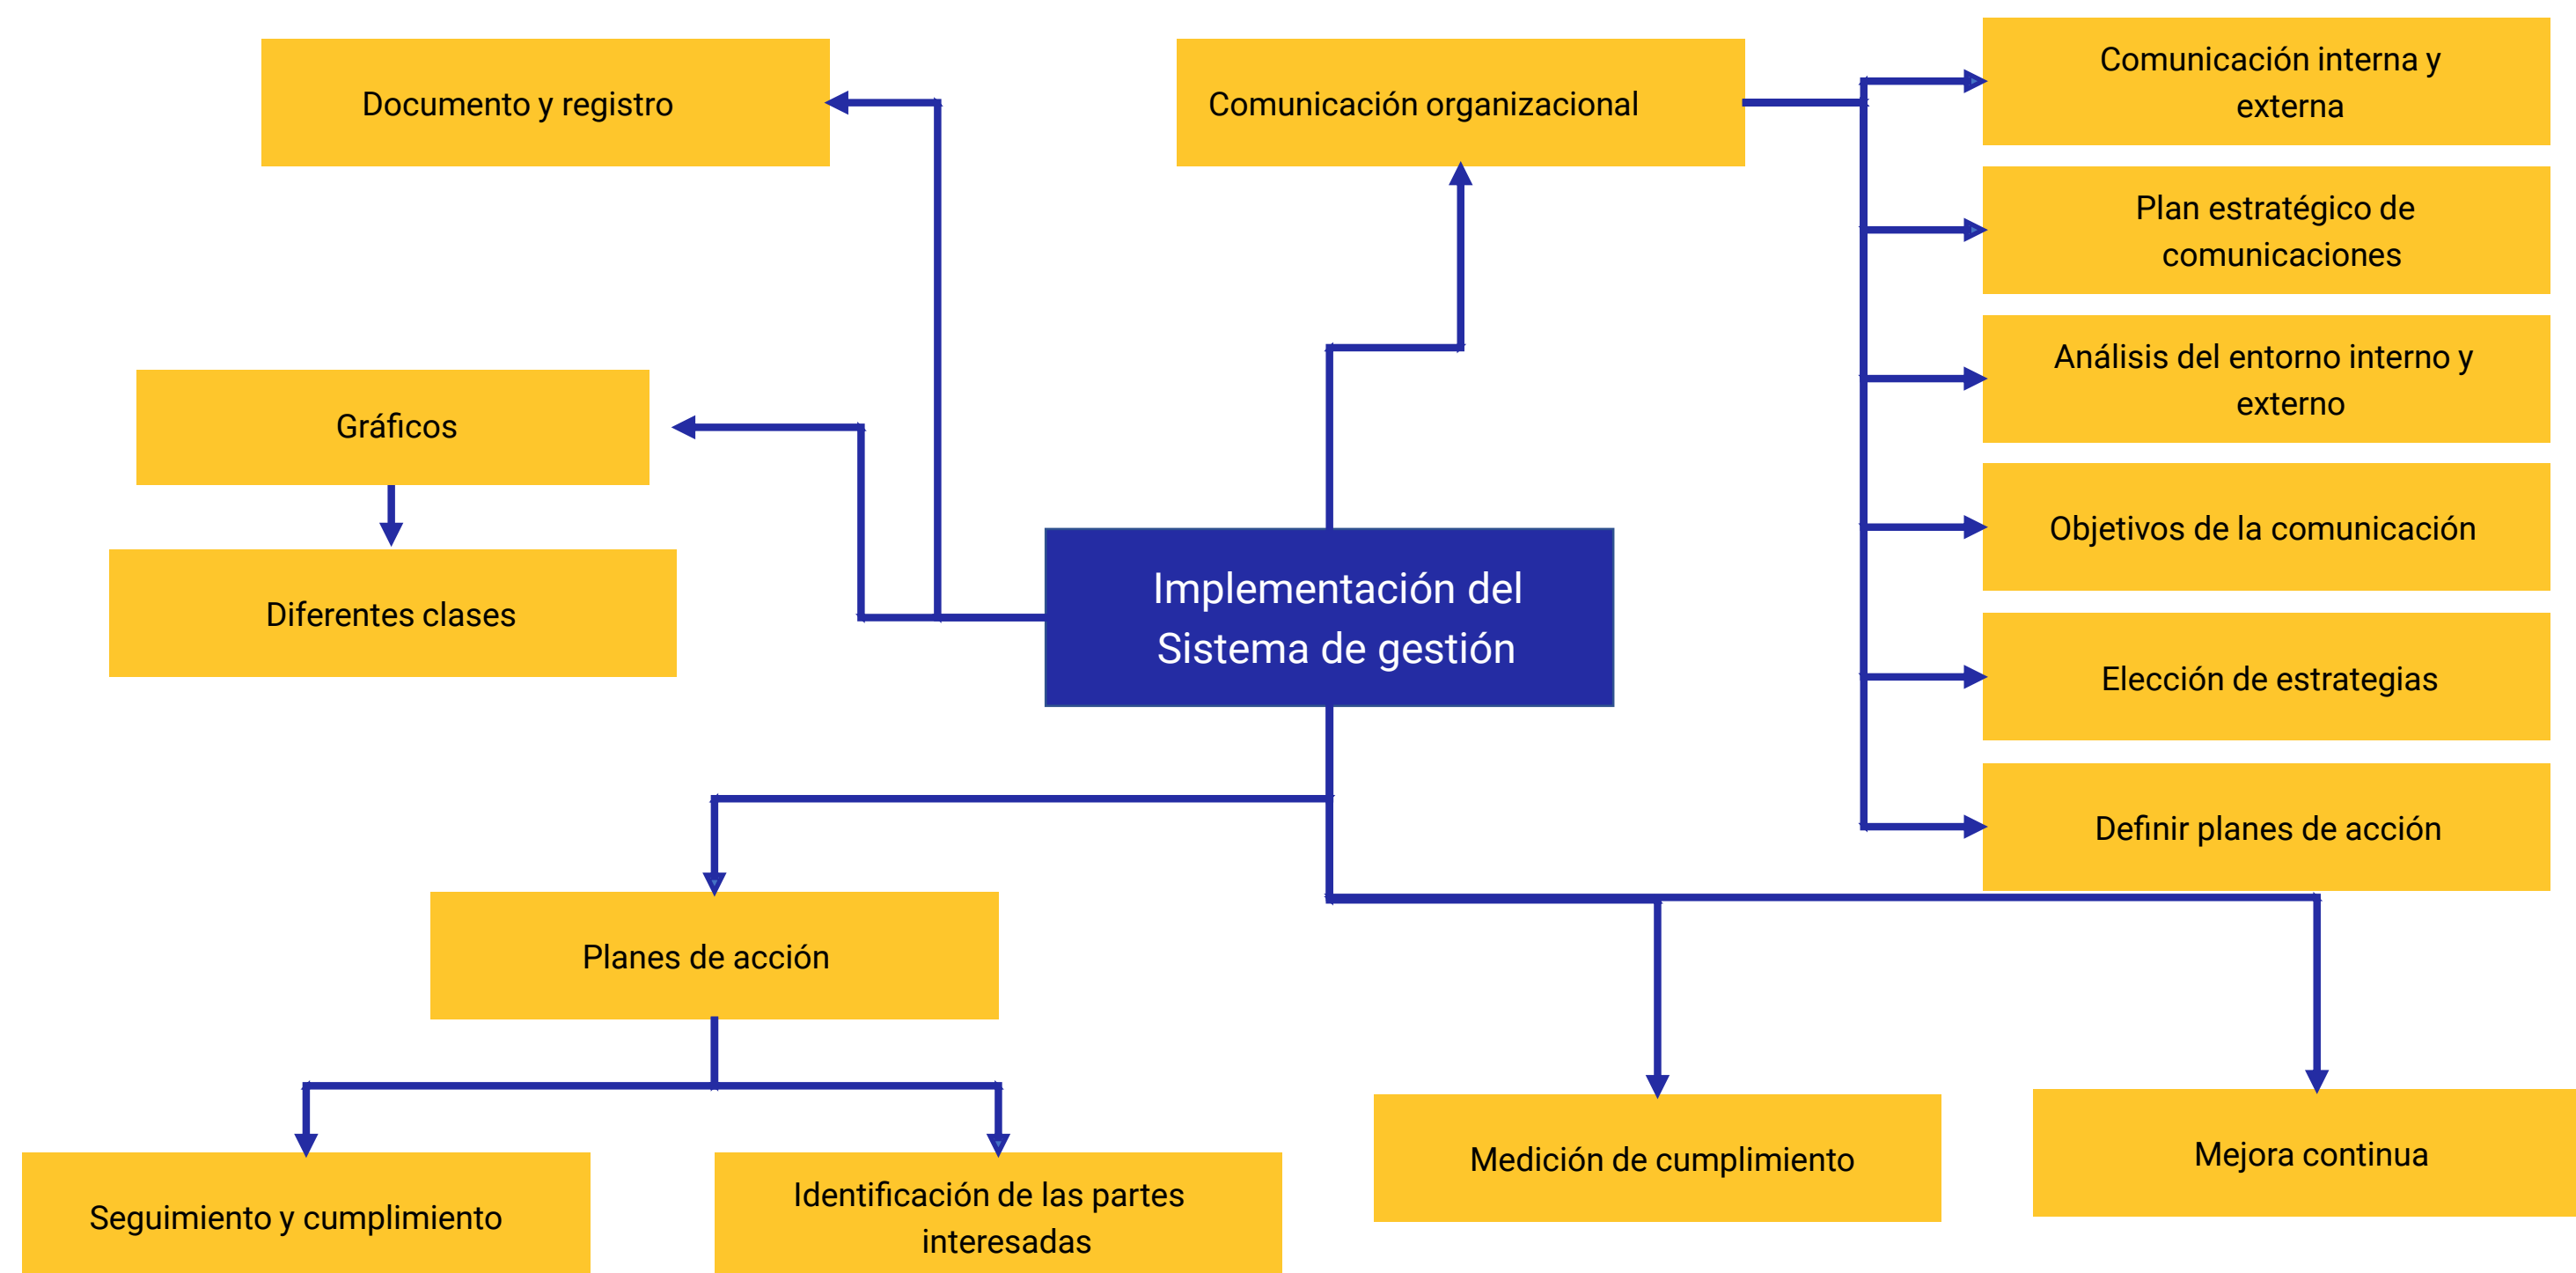 Documento y registro
Comunicación organizacional
Comunicación interna y
externa
Plan estratégico de
comunicaciones
Análisis del entorno interno y
externo
Gráficos
Objetivos de la comunicación
Diferentes clases
Implementación del
Sistema de gestión
Elección de estrategias
Definir planes de acción
Planes de acción
Seguimiento y cumplimiento
Identificación de las partes
interesadas
Medición de cumplimiento
Mejora continua